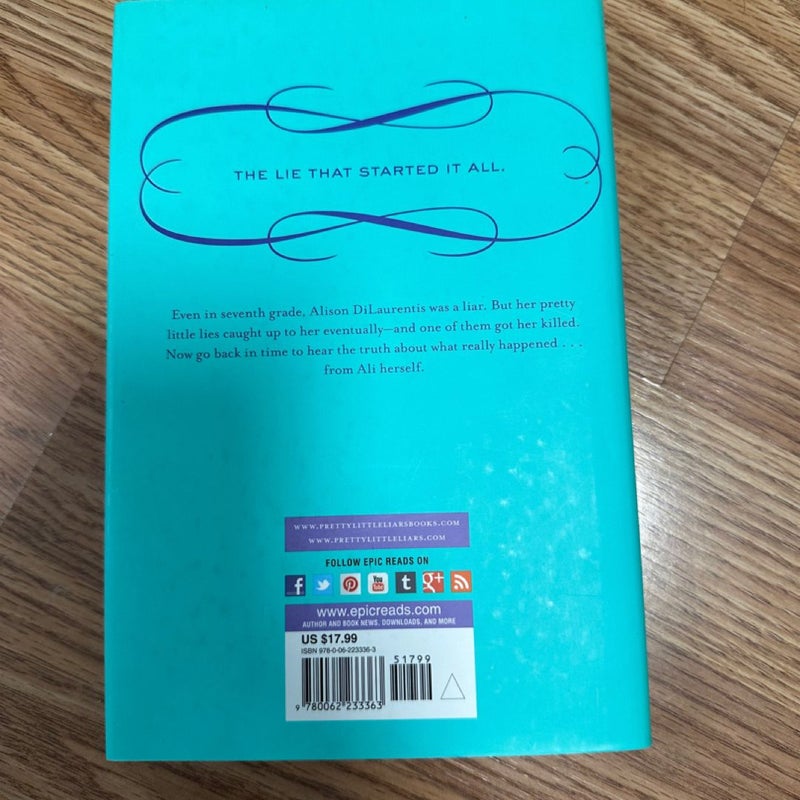 THE LIE THAT STARTED IT ALL.
Even in seventh grade, Alison DiLaurentis was a liar. But her pretty
little lies caught up to her eventually—and one of them got her killed.
Now go back in time to hear the truth about what really happened . . .
from Ali herself.
WWW.PRETTYLITTLELIARSBOOKS.COM
WWW.PRETTYLITTLELIARS.COM
FOLLOW EPIC READS ON
f You Tube t g+
www.epicreads.com
AUTHOR AND BOOK NEWS, DOWNLOADS, AND MORE
US $17.99
ISBN 978-0-06-223336-3
51799
9 780062 233363